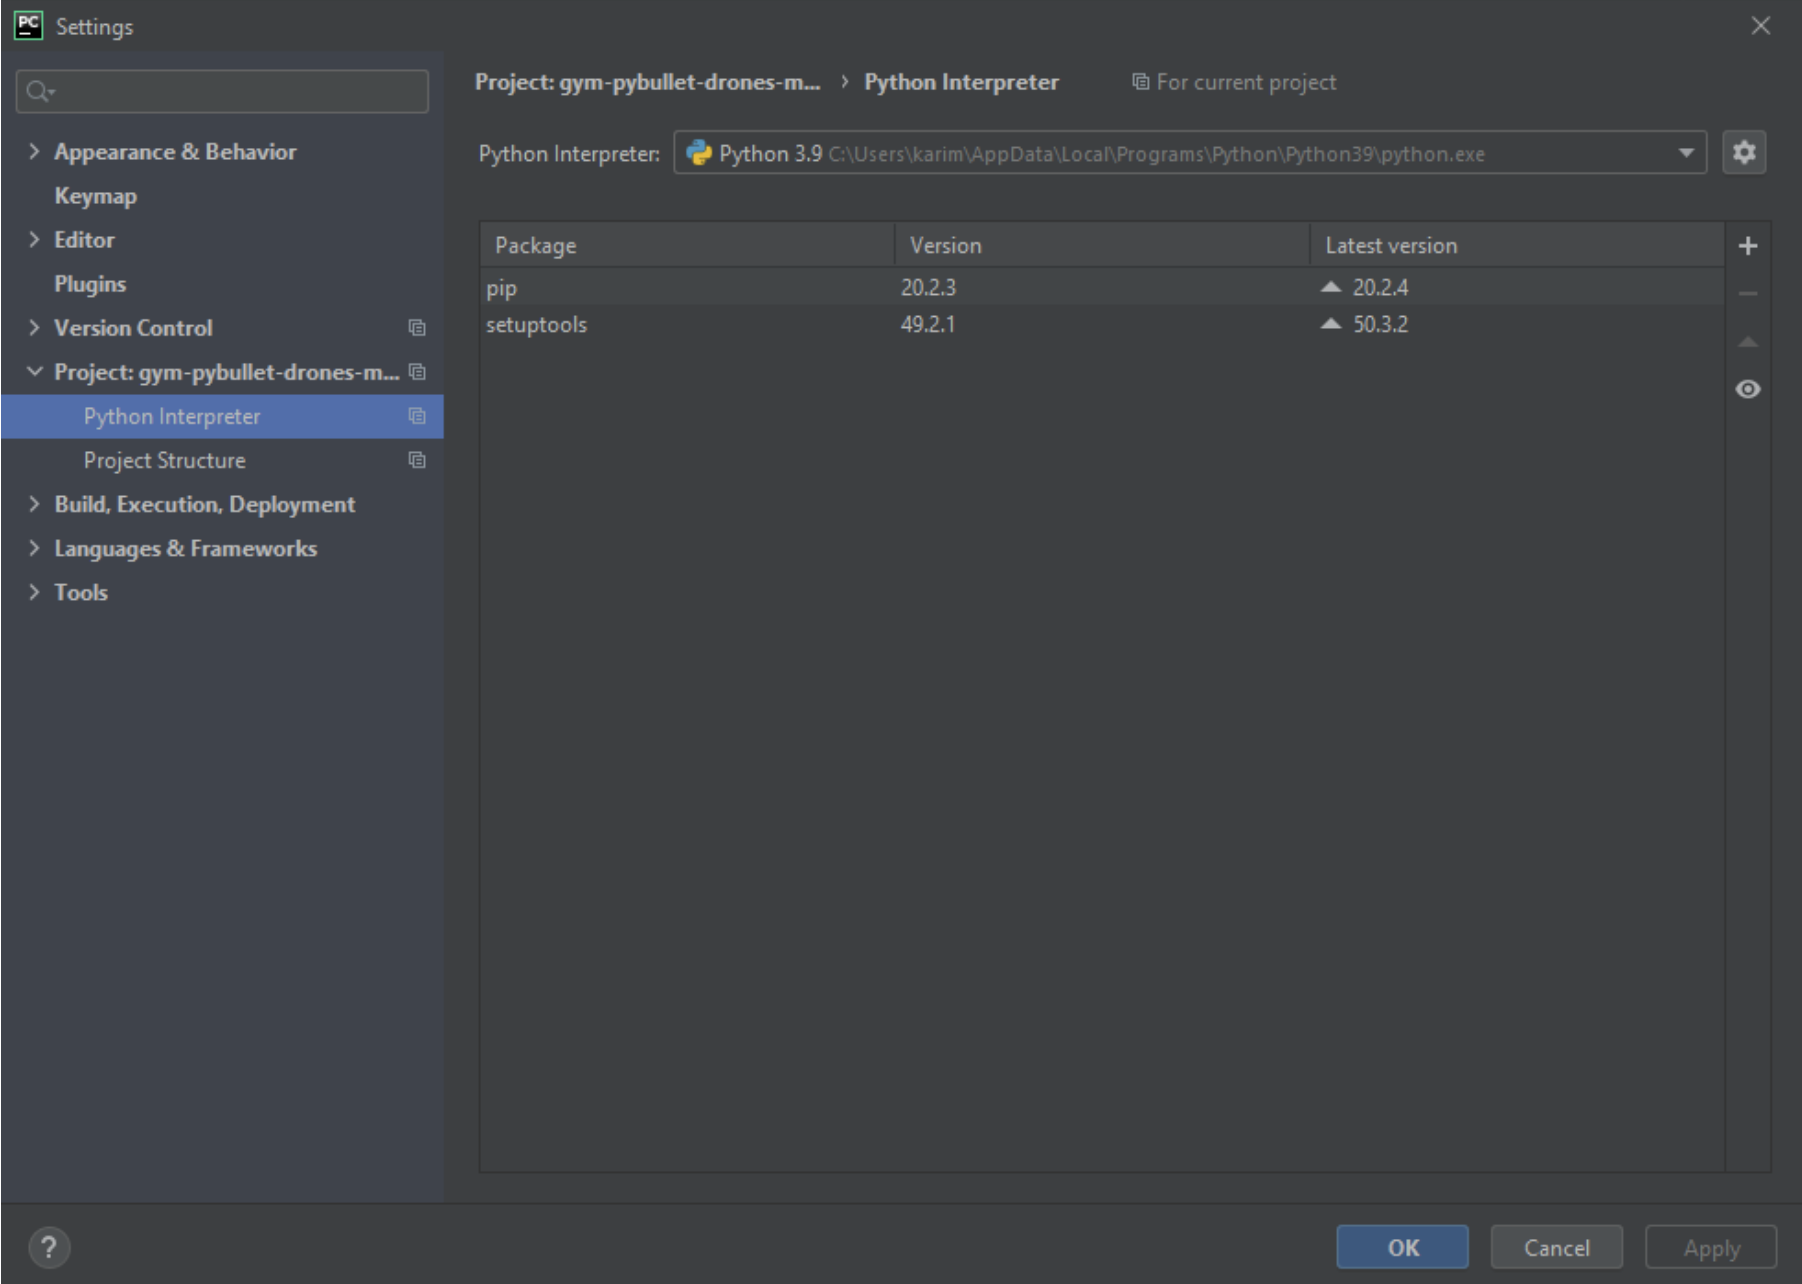 PC Settings
Project: gym-pybullet-drones-m... › Python Interpreter For current project
Python Interpreter: Python 3.9 C:\Users\karim\AppData\Local\Programs\Python\Python39\python.exe
Appearance & Behavior
Keymap
Editor
Plugins
Version Control
Project: gym-pybullet-drones-m...
Python Interpreter
Project Structure
Build, Execution, Deployment
Languages & Frameworks
Tools
Package Version Latest version
pip 20.2.3 20.2.4
setuptools 49.2.1 50.3.2
? OK Cancel Apply